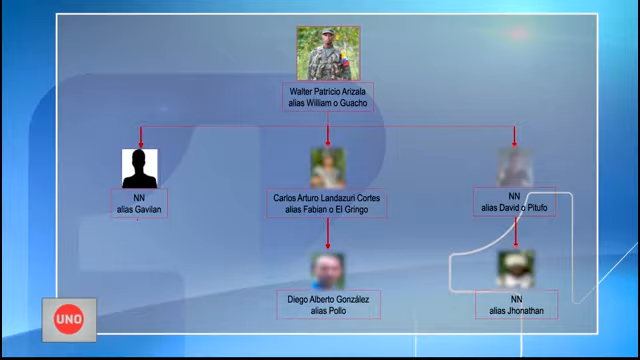 Walter Patricio Arizala
alias William o Guacho
NN
alias Gavilan
Carlos Arturo Landazuri Cortes
alias Fabian o El Gringo
NN
alias David o Pitufo
Diego Alberto González
alias Pollo
NN
alias Jhonathan
UNO